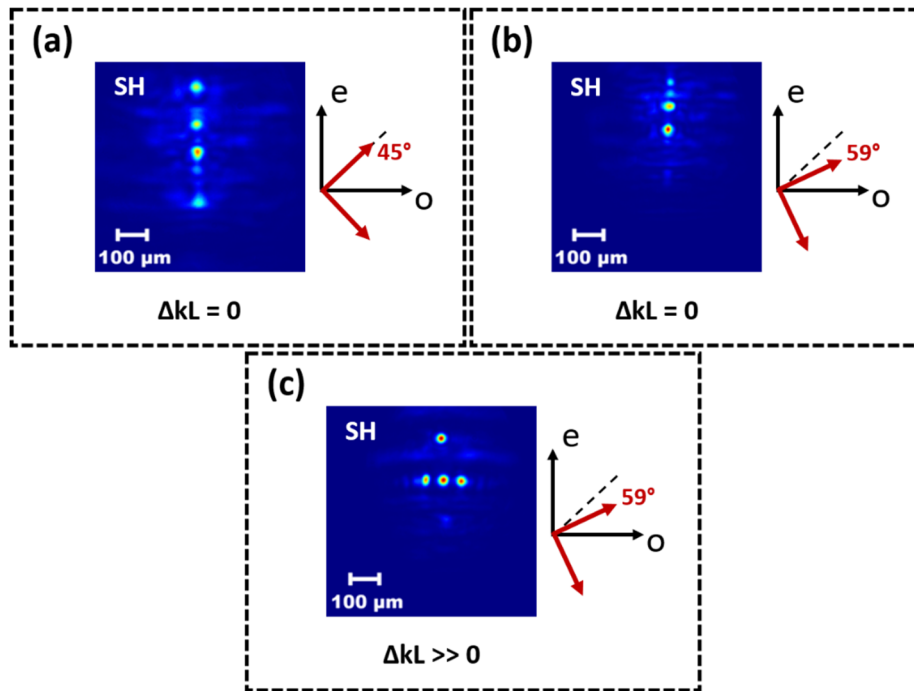 (a)
SH
e
45°
o
100 µm
ΔkL = 0
(b)
SH
e
59°
o
100 µm
ΔkL = 0
(c)
SH
e
59°
o
100 µm
ΔkL >> 0